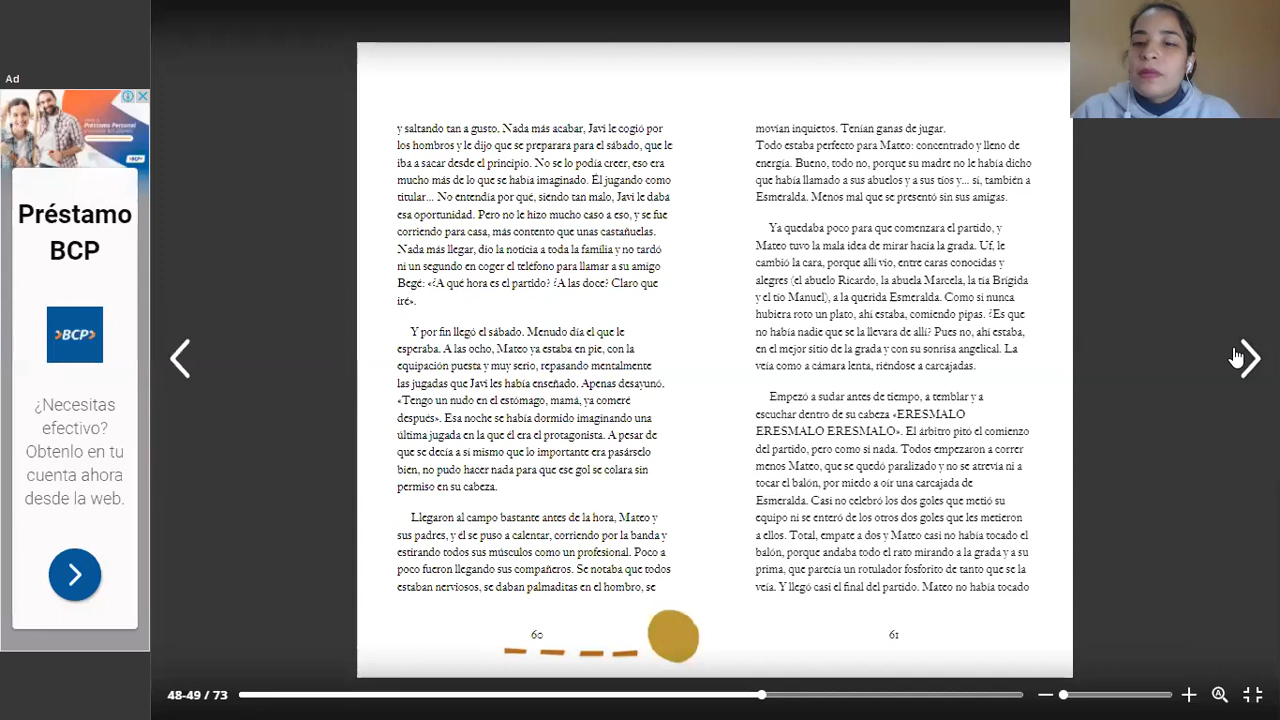 Ad
Préstamo Personal
BCP
Préstamo
BCP
BCP
¿Necesitas
efectivo?
Obtenlo en tu
cuenta ahora
desde la web.
y saltando tan a gusto. Nada más acabar, Javi le cogió por
los hombros y le dijo que se preparara para el sábado, que le
iba a sacar desde el principio. No se lo podía creer, eso era
mucho más de lo que se había imaginado. Él jugando como
titular... No entendía por qué, siendo tan malo, Javi le daba
esa oportunidad. Pero no le hizo mucho caso a eso, y se fue
corriendo para casa, más contento que unas castañuelas.
Nada más llegar, dio la noticia a toda la familia y no tardó
ni un segundo en coger el teléfono para llamar a su amigo
Begé: «¿A qué hora es el partido? ¿A las doce? Claro que
iré».
Y por fin llegó el sábado. Menudo día el que le
esperaba. A las ocho, Mateo ya estaba en pie, con la
equipación puesta y muy serio, repasando mentalmente
las jugadas que Javi les había enseñado. Apenas desayunó.
«Tengo un nudo en el estómago, mamá, ya comeré
después». Esa noche se había dormido imaginando una
última jugada en la que él era el protagonista. A pesar de
que se decía a sí mismo que lo importante era pasárselo
bien, no pudo hacer nada para que ese gol se colara sin
permiso en su cabeza.
Llegaron al campo bastante antes de la hora, Mateo y
sus padres, y él se puso a calentar, corriendo por la banda y
estirando todos sus músculos como un profesional. Poco a
poco fueron llegando sus compañeros. Se notaba que todos
estaban nerviosos, se daban palmaditas en el hombro, se
60
movían inquietos. Tenían ganas de jugar.
Todo estaba perfecto para Mateo: concentrado y lleno de
energía. Bueno, todo no, porque su madre no le había dicho
que había llamado a sus abuelos y a sus tíos y... sí, también a
Esmeralda. Menos mal que se presentó sin sus amigas.
Ya quedaba poco para que comenzara el partido, y
Mateo tuvo la mala idea de mirar hacia la grada. Uf, le
cambió la cara, porque allí vio, entre caras conocidas y
alegres (el abuelo Ricardo, la abuela Marcela, la tía Brígida
y el tío Manuel), a la querida Esmeralda. Como si nunca
hubiera roto un plato, ahí estaba, comiendo pipas. ¿Es que
no había nadie que se la llevara de allí? Pues no, ahí estaba,
en el mejor sitio de la grada y con su sonrisa angelical. La
veía como a cámara lenta, riéndose a carcajadas.
Empezó a sudar antes de tiempo, a temblar y a
escuchar dentro de su cabeza «ERESMALO
ERESMALO ERESMALO». El árbitro pitó el comienzo
del partido, pero como si nada. Todos empezaron a correr
menos Mateo, que se quedó paralizado y no se atrevía ni a
tocar el balón, por miedo a oír una carcajada de
Esmeralda. Casi no celebró los dos goles que metió su
equipo ni se enteró de los otros dos goles que les metieron
a ellos. Total, empate a dos y Mateo casi no había tocado el
balón, porque andaba todo el rato mirando a la grada y a su
prima, que parecía un rotulador fosforito de tanto que se la
veía. Y llegó casi el final del partido. Mateo no había tocado
61
48-49 / 73